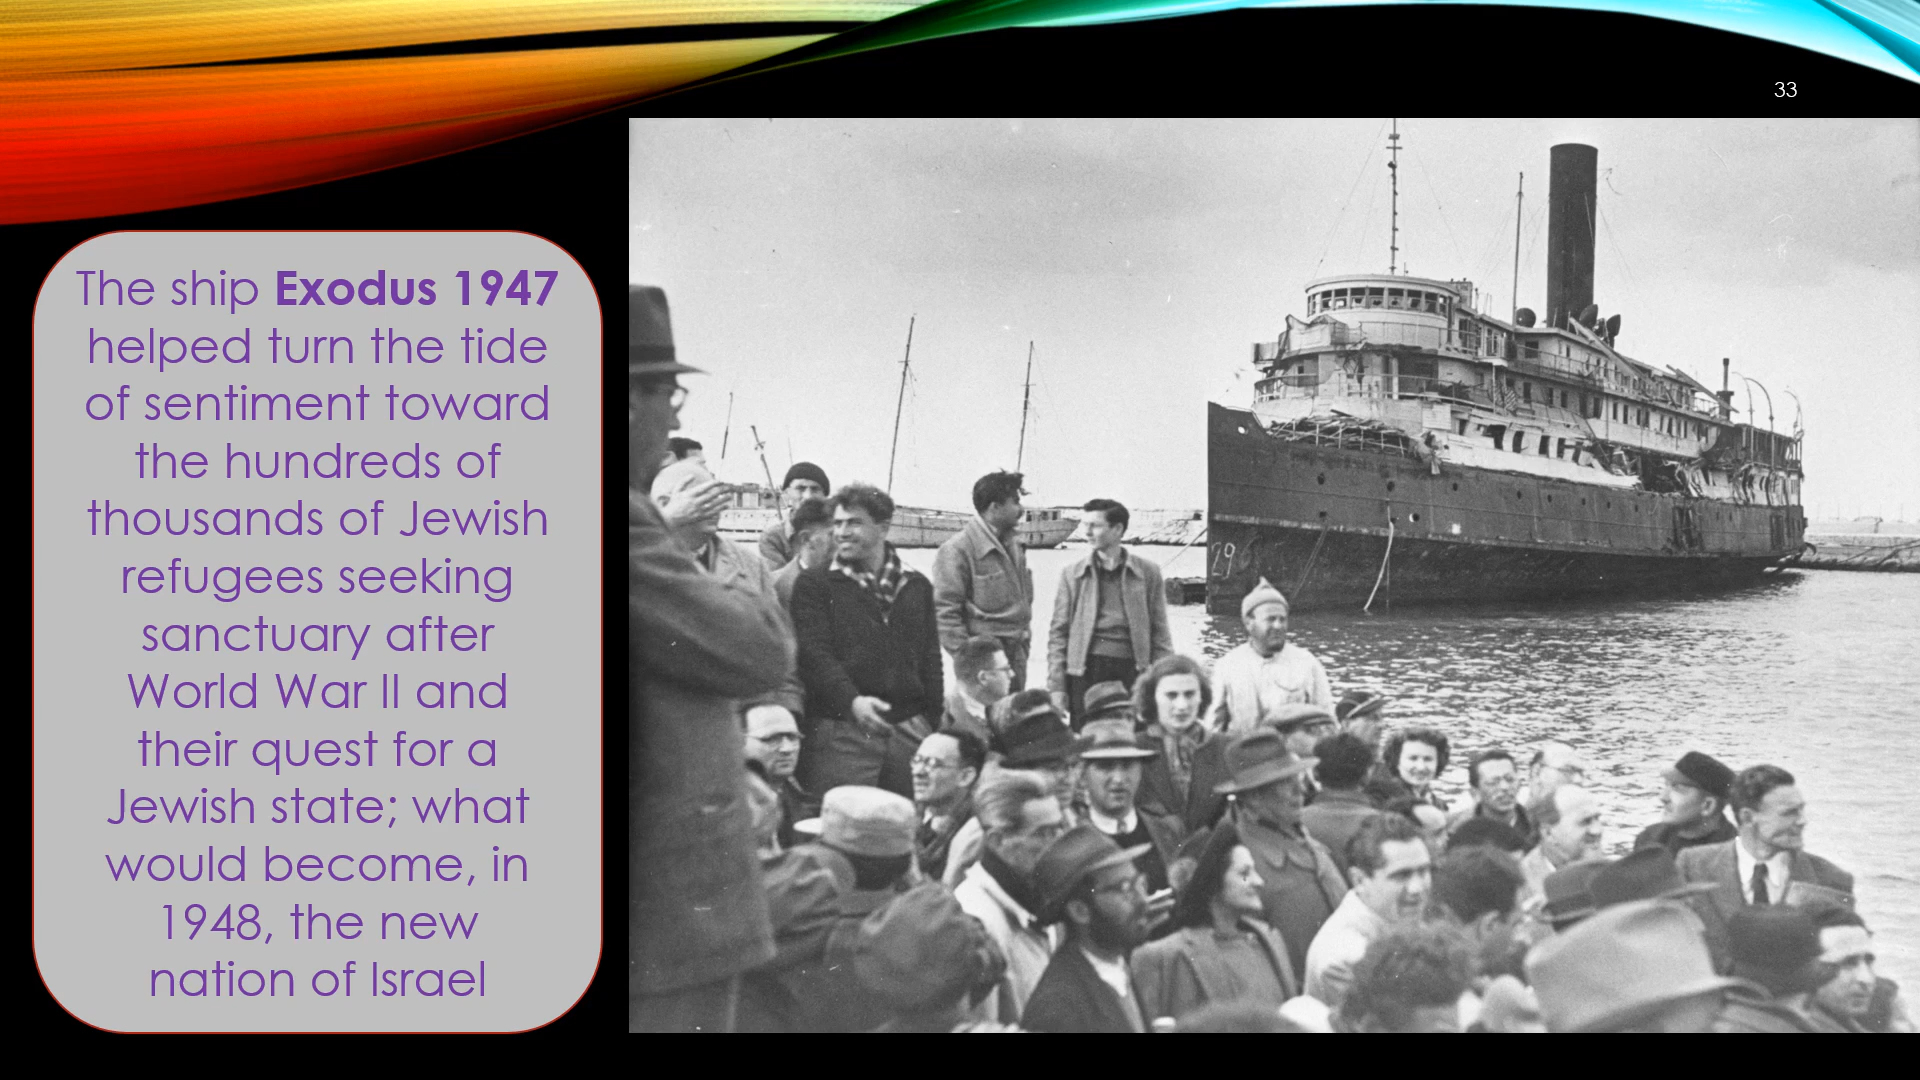 33
The ship Exodus 1947
helped turn the tide
of sentiment toward
the hundreds of
thousands of Jewish
refugees seeking
sanctuary after
World War II and
their quest for a
Jewish state; what
would become, in
1948, the new
nation of Israel
29